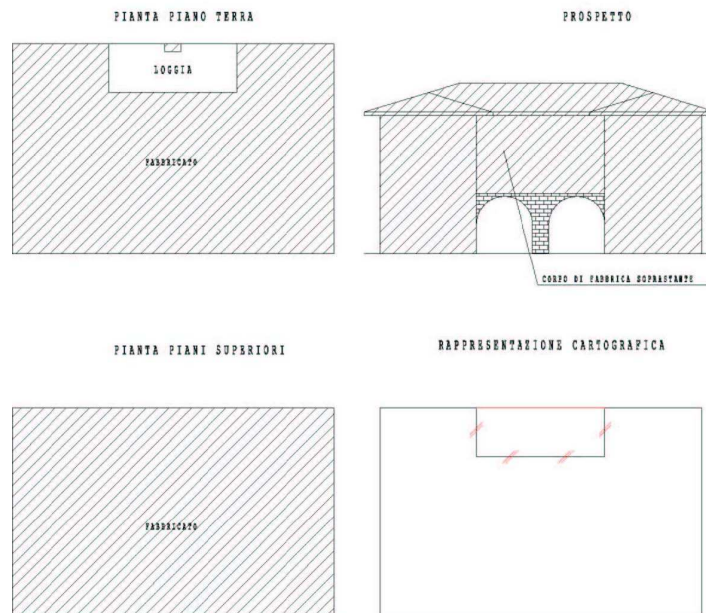 PIANTA PIANO TERRA
PROSPETTO
LOGGIA
FABBRICATO
CORPO DI FABBRICA SOPRASTANTE
PIANTA PIANI SUPERIORI
RAPPRESENTAZIONE CARTOGRAFICA
FABBRICATO